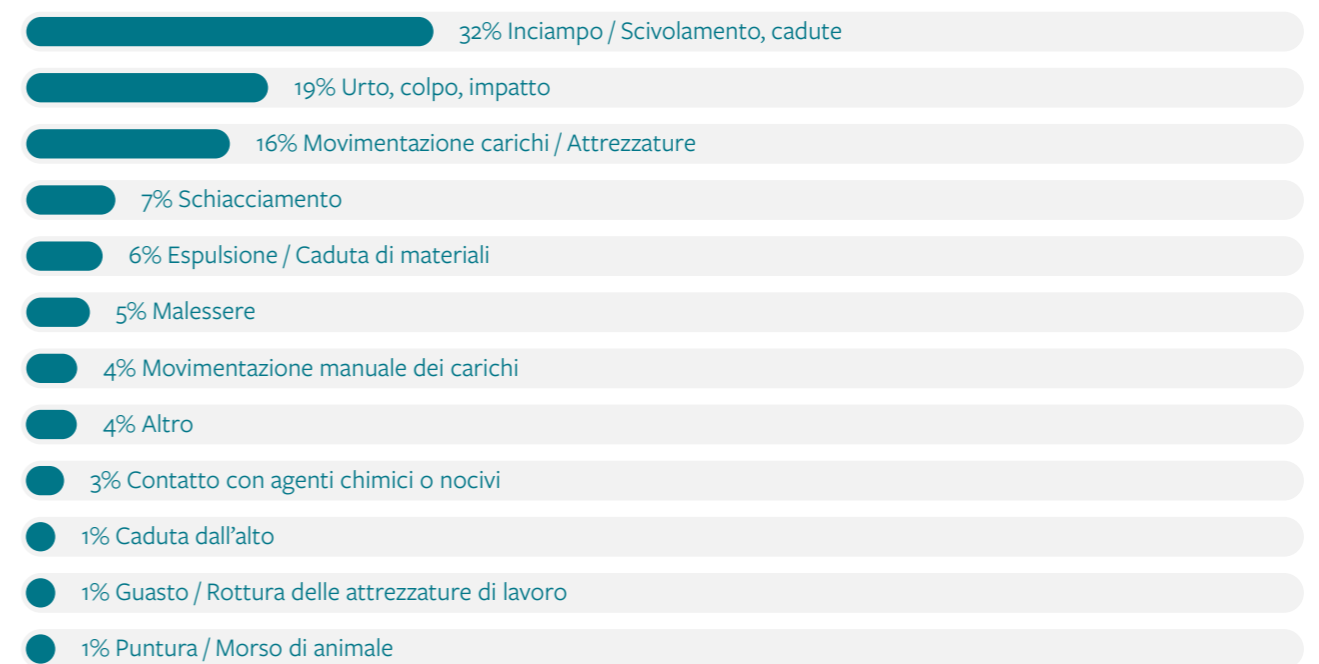 32% Inciampo / Scivolamento, cadute
19% Urto, colpo, impatto
16% Movimentazione carichi / Attrezzature
7% Schiacciamento
6% Espulsione / Caduta di materiali
5% Malessere
4% Movimentazione manuale dei carichi
4% Altro
3% Contatto con agenti chimici o nocivi
1% Caduta dall’alto
1% Guasto / Rottura delle attrezzature di lavoro
1% Puntura / Morso di animale